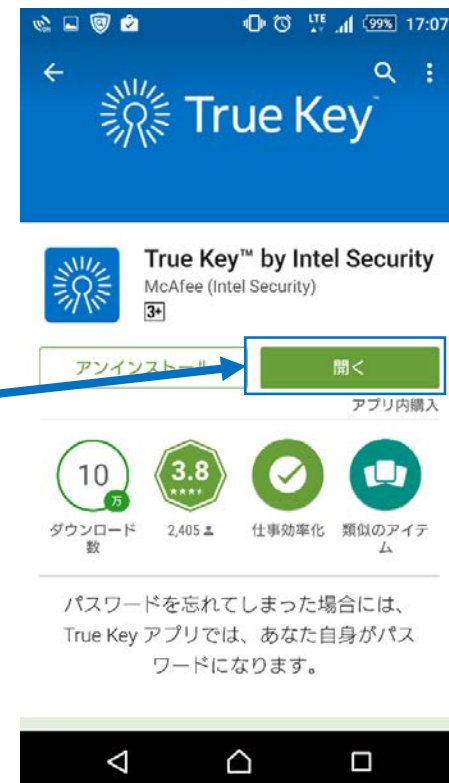 LTE 99% 17:07
True Key™
True Key™ by Intel Security
McAfee (Intel Security)
3+
アンインストール 開く
アプリ内購入
10 3.8
万
ダウンロード 2,405 仕事効率化 類似のアイテ
数 ム
パスワードを忘れてしまった場合には、
True Key アプリでは、あなた自身がパス
ワードになります。